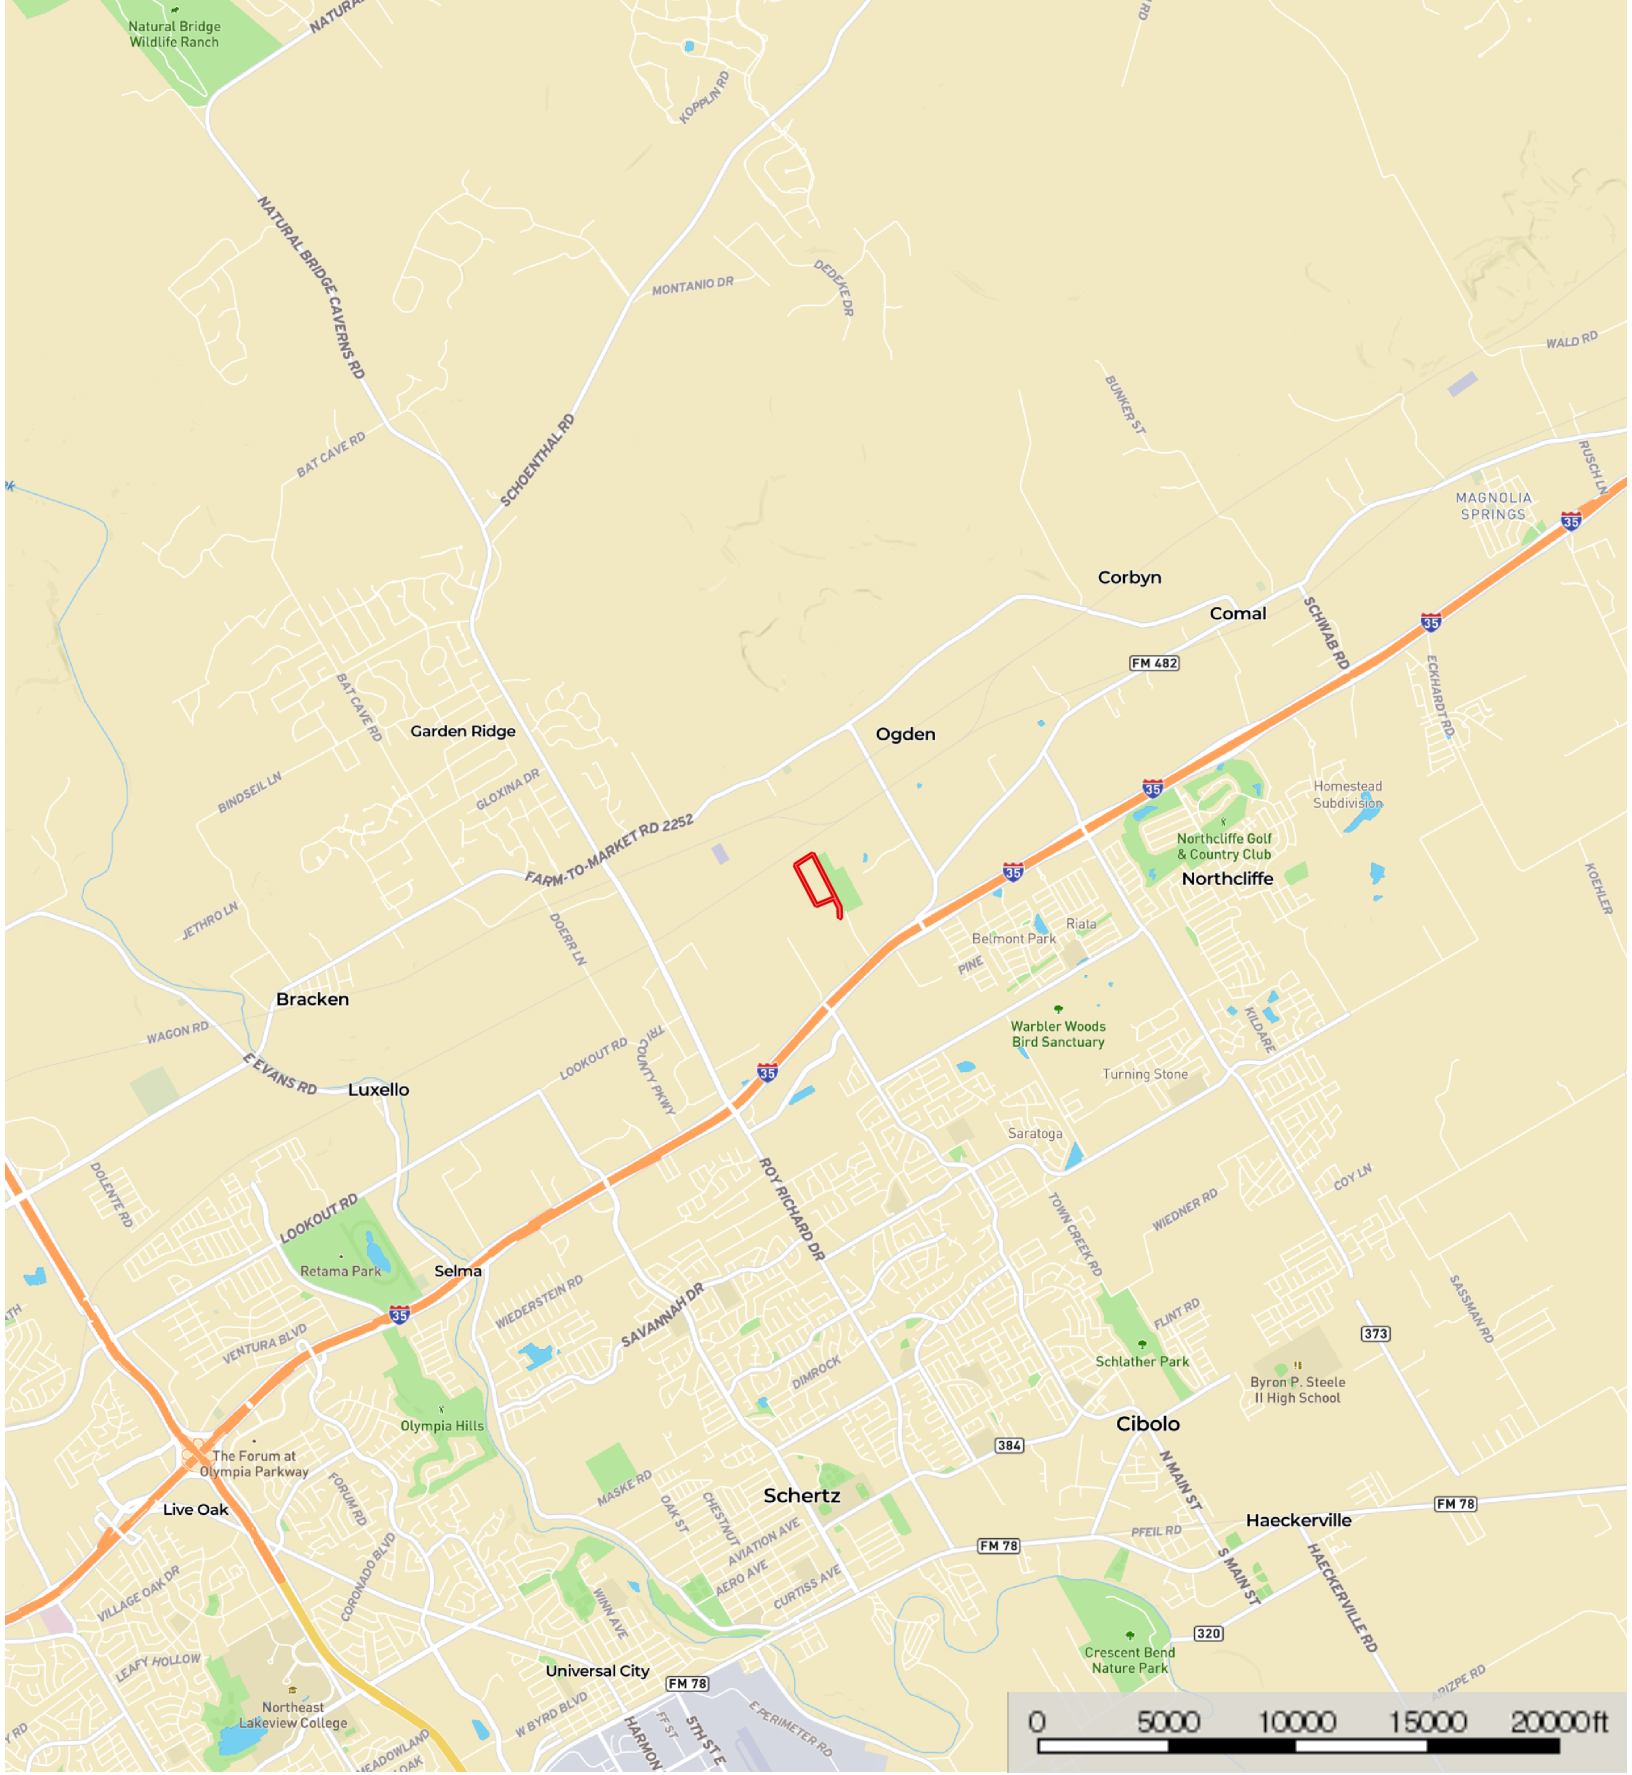 NATURAL
Natural Bridge
Wildlife Ranch
RD
KOPPLIN RD
NATURAL BRIDGE CAVERNS RD
MONTANIO DR
DEDEKE DR
WALD RD
BUNKER ST
BAT CAVE RD
SCHOENTHAL RD
RUSCH LN
MAGNOLIA
SPRINGS
35
Corbyn
Comal
SCHWAB RD
35
FM 482
ECKHARDT RD
BAT CAVE RD
Garden Ridge
Ogden
BINDSEIL LN
GLOXINA DR
35
Homestead
Subdivision
FARM-TO-MARKET RD 2252
Northcliffe Golf
& Country Club
Northcliffe
35
KOEHLER
JETHRO LN
DOERR LN
Riata
Belmont Park
PINE
Bracken
WAGON RD
Warbler Woods
Bird Sanctuary
KILDARE
LOOKOUT RD
TRI COUNTY PKWY
E EVANS RD
35
Turning Stone
Luxello
Saratoga
DOLENTE RD
LOOKOUT RD
ROY RICHARD DR
COY LN
WIEDNER RD
TOWN CREEK RD
Retama Park
Selma
WIEDERSTEIN RD
35
SAVANNAH DR
FLINT RD
SASSMAN RD
VENTURA BLVD
373
Schlather Park
DIMROCK
Byron P. Steele
II High School
Olympia Hills
Cibolo
384
The Forum at
Olympia Parkway
FORUM RD
MASKE RD
N MAIN ST
Schertz
Live Oak
OAK ST
CHESTNUT
FM 78
Haeckerville
AVIATION AVE
PFEIL RD
FM 78
CORONADO BLVD
AERO AVE
CURTISS AVE
S MAIN ST
HAECKERVILLE RD
VILLAGE OAK DR
WINN AVE
320
LEAFY HOLLOW
Crescent Bend
Nature Park
Universal City
FM 78
ARIZPE RD
Northeast
Lakeview College
W BYRD BLVD
HARMON
FF ST
5TH ST E
E PERIMETER RD
MEADOWLAND
OAK
Y RD
0 5000 10000 15000 20000ft